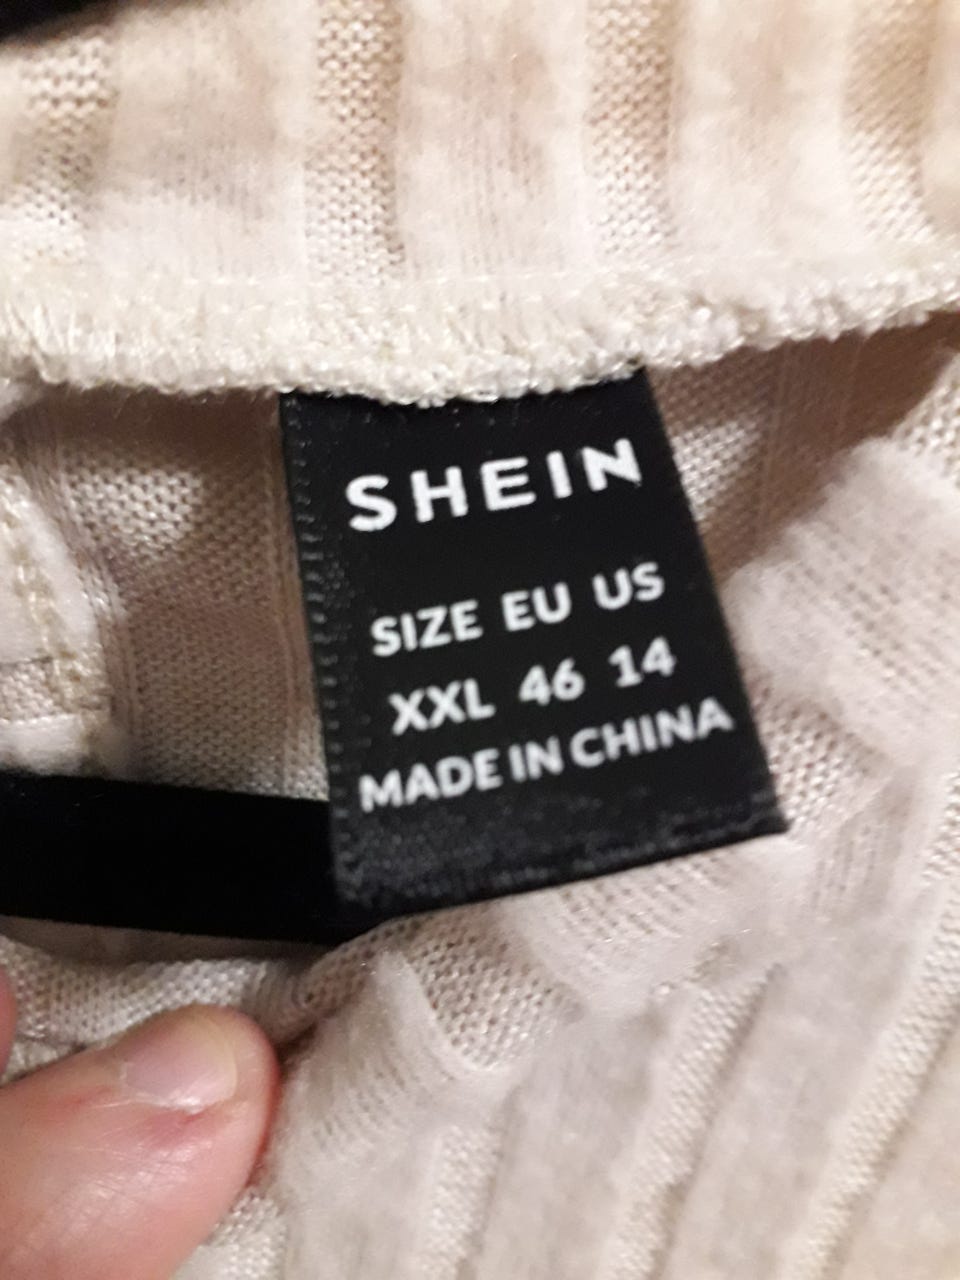 SHEIN
SIZE EU US
XXL 46 14
MADE IN CHINA